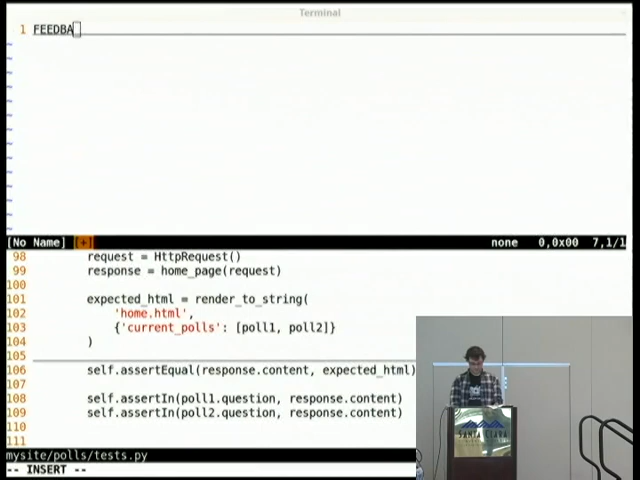 Terminal
1 FEEDBA
~
~
~
~
~
~
~
~
~
~
~
~
~
~
[No Name] [+] none 0,0x00 7,1/1
98 request = HttpRequest()
99 response = home_page(request)
100
101 expected_html = render_to_string(
102 'home.html',
103 {'current_polls': [poll1, poll2]}
104 )
105
106 self.assertEqual(response.content, expected_html)
107
108 self.assertIn(poll1.question, response.content)
109 self.assertIn(poll2.question, response.content)
110
111
mysite/polls/tests.py
-- INSERT --
SANTA CLARA